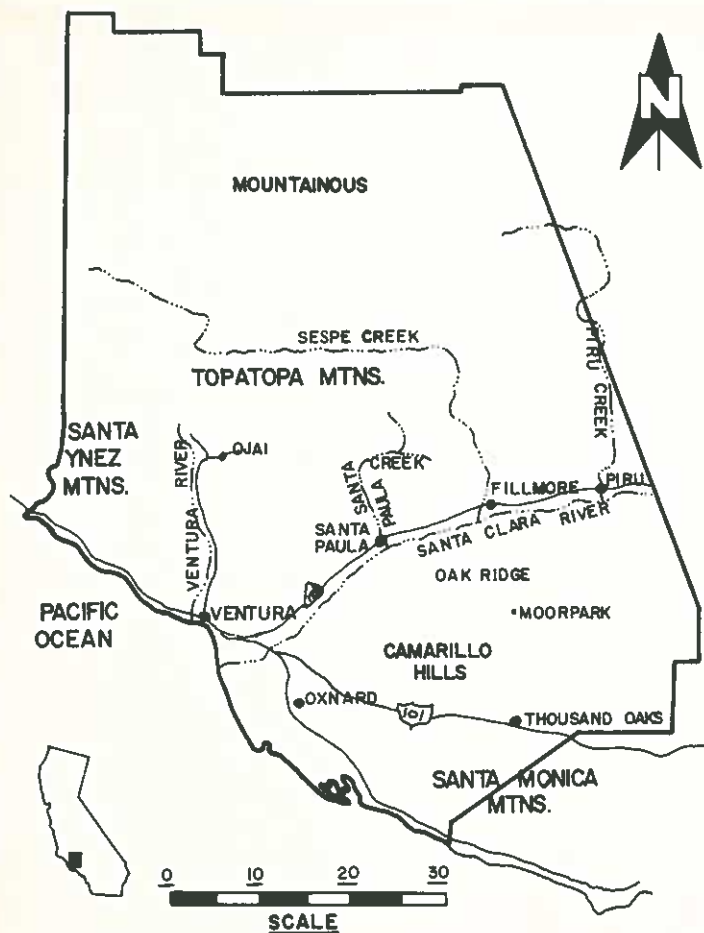 N
MOUNTAINOUS
SESPE CREEK
PIRU CREEK
TOPATOPA MTNS.
SANTA
YNEZ
MTNS.
VENTURA RIVER
OJAI
SANTA PAULA
CREEK
FILLMORE
PIRU
SANTA CLARA RIVER
SANTA
PAULA
OAK RIDGE
PACIFIC
OCEAN
VENTURA
MOORPARK
CAMARILLO
HILLS
OXNARD
101
THOUSAND OAKS
SANTA MONICA
MTNS.
0 10 20 30
SCALE